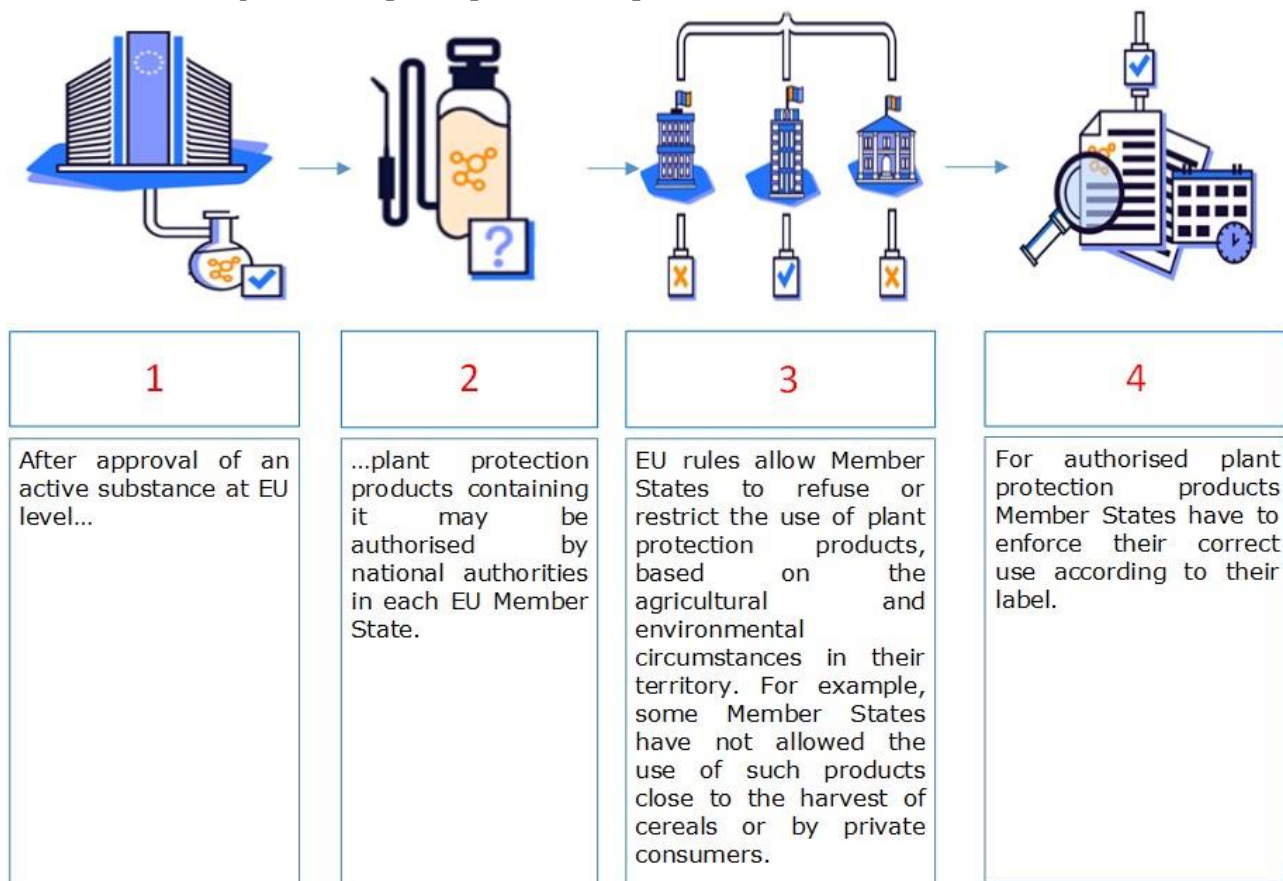 ?
1
2
3
4
After approval of an
active substance at EU
level...
...plant protection
products containing
it may be
authorised by
national authorities
in each EU Member
State.
EU rules allow Member
States to refuse or
restrict the use of plant
protection products,
based on the
agricultural and
environmental
circumstances in their
territory. For example,
some Member States
have not allowed the
use of such products
close to the harvest of
cereals or by private
consumers.
For authorised plant
protection products
Member States have to
enforce their correct
use according to their
label.